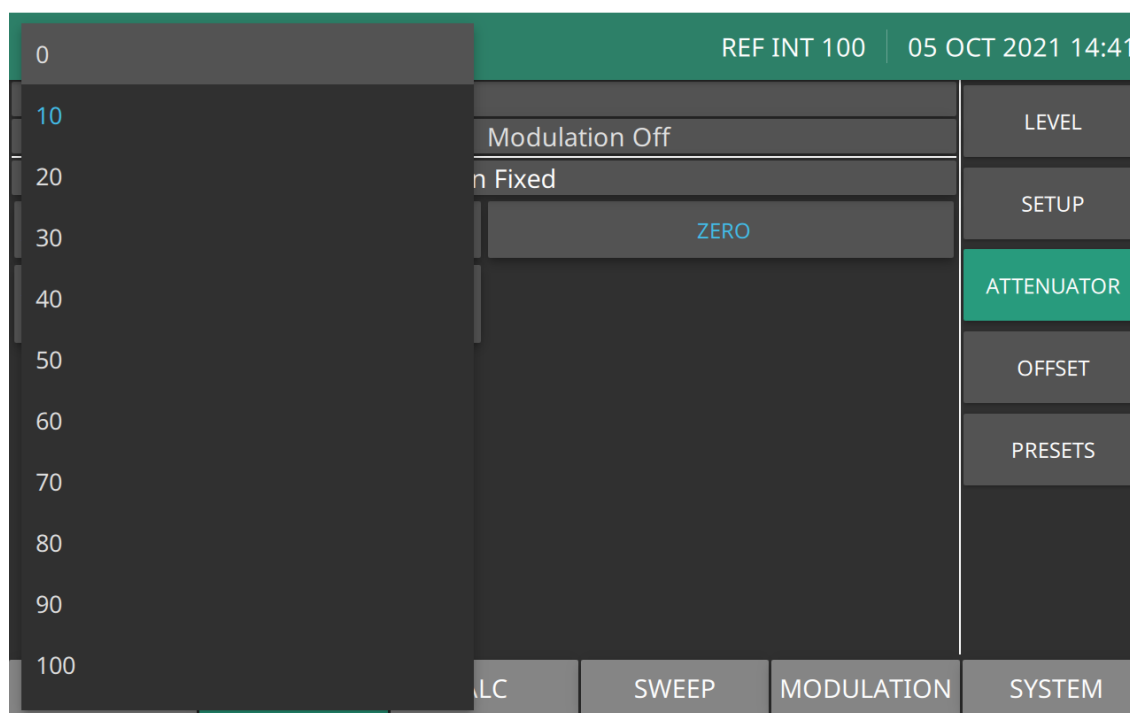 0
REF INT 100
05 OCT 2021 14:41
10
Modulation Off
20
Fixed
30
ZERO
40
50
60
70
80
90
100
LEVEL
SETUP
ATTENUATOR
OFFSET
PRESETS
SWEEP
MODULATION
SYSTEM